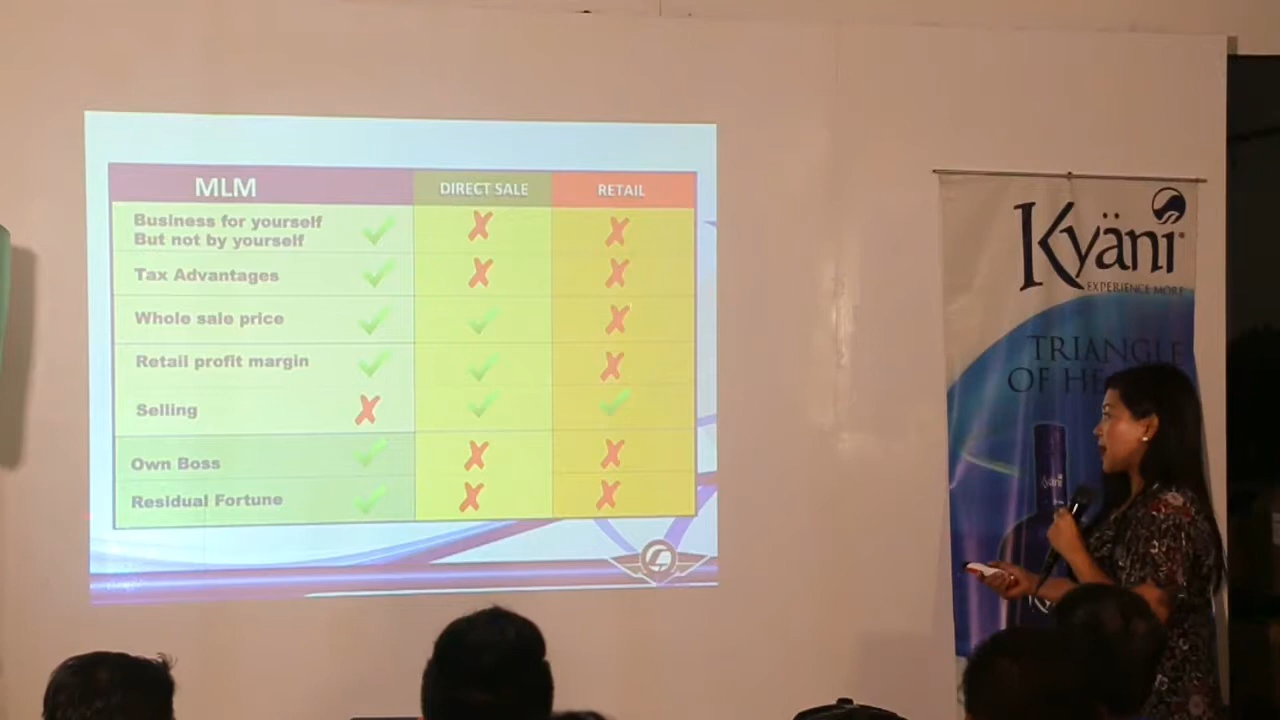 MLM DIRECT SALE RETAIL
Business for yourself
But not by yourself
Tax Advantages
Whole sale price
Retail profit margin
Selling
Own Boss
Residual Fortune
Kyäni
EXPERIENCE MORE
TRIANGLE
OF
Kyäni